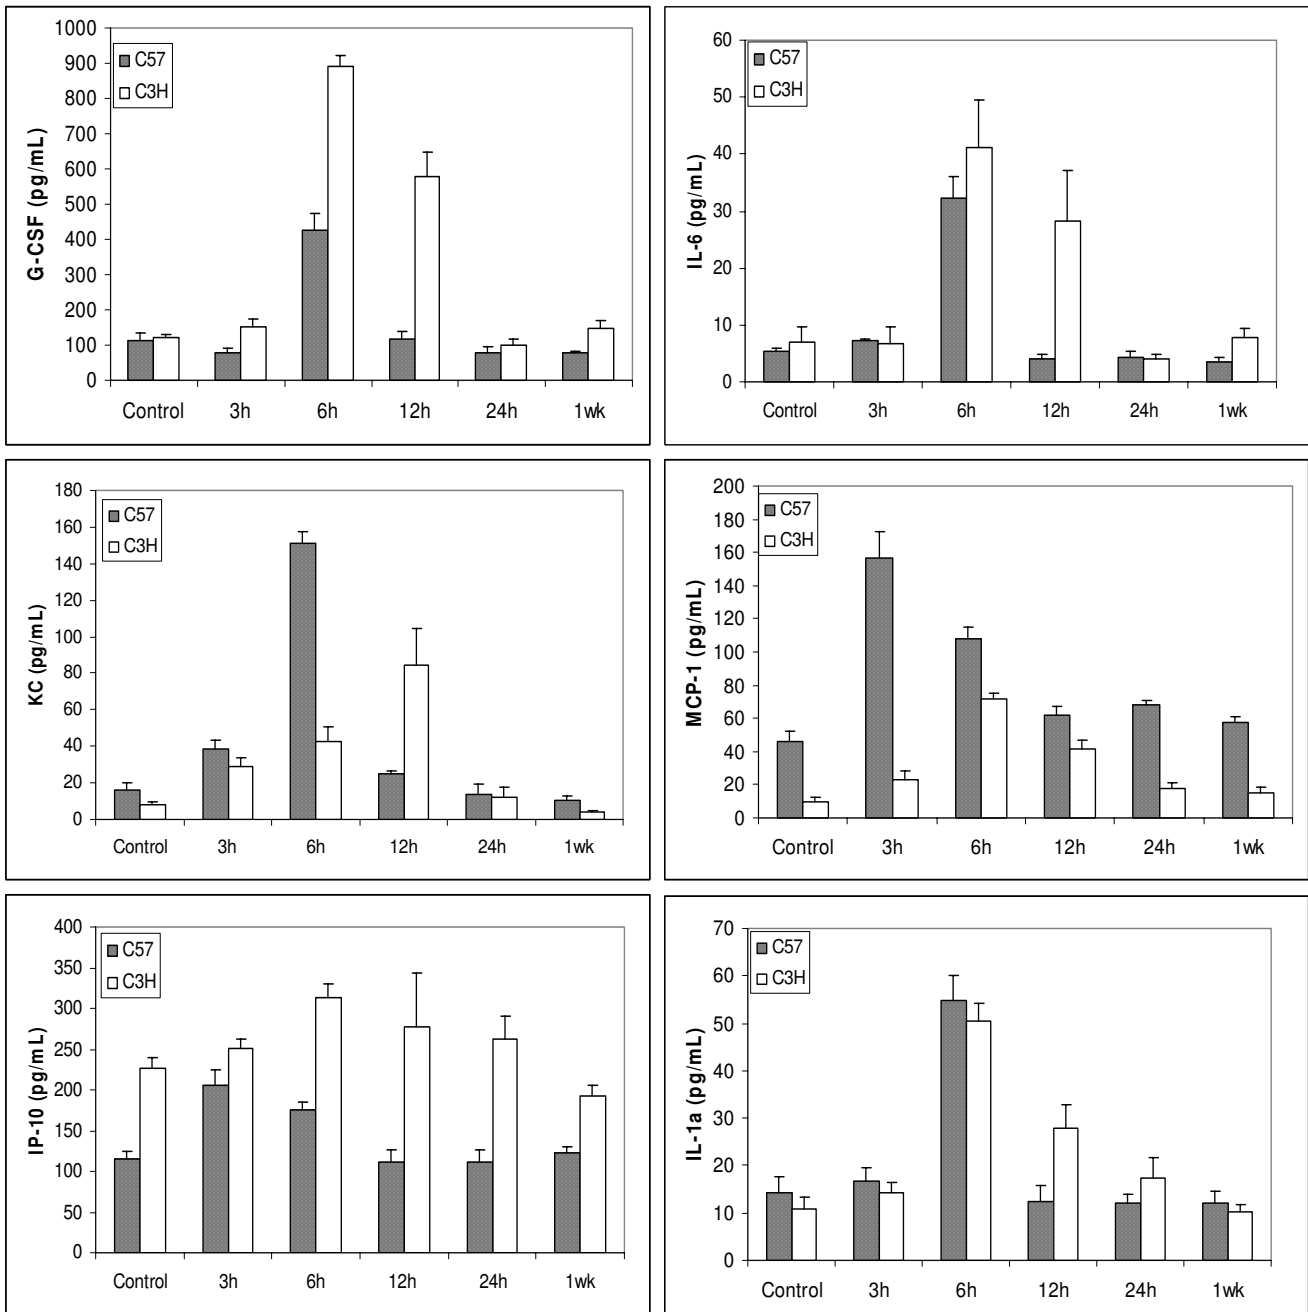 G-CSF (pg/mL)
1000
900
800
700
600
500
400
300
200
100
0
C57
C3H
Control 3h 6h 12h 24h 1wk
IL-6 (pg/mL)
60
50
40
30
20
10
0
C57
C3H
Control 3h 6h 12h 24h 1wk
KC (pg/mL)
180
160
140
120
100
80
60
40
20
0
C57
C3H
Control 3h 6h 12h 24h 1wk
MCP-1 (pg/mL)
200
180
160
140
120
100
80
60
40
20
0
C57
C3H
Control 3h 6h 12h 24h 1wk
IP-10 (pg/mL)
400
350
300
250
200
150
100
50
0
C57
C3H
Control 3h 6h 12h 24h 1wk
IL-1a (pg/mL)
70
60
50
40
30
20
10
0
C57
C3H
Control 3h 6h 12h 24h 1wk